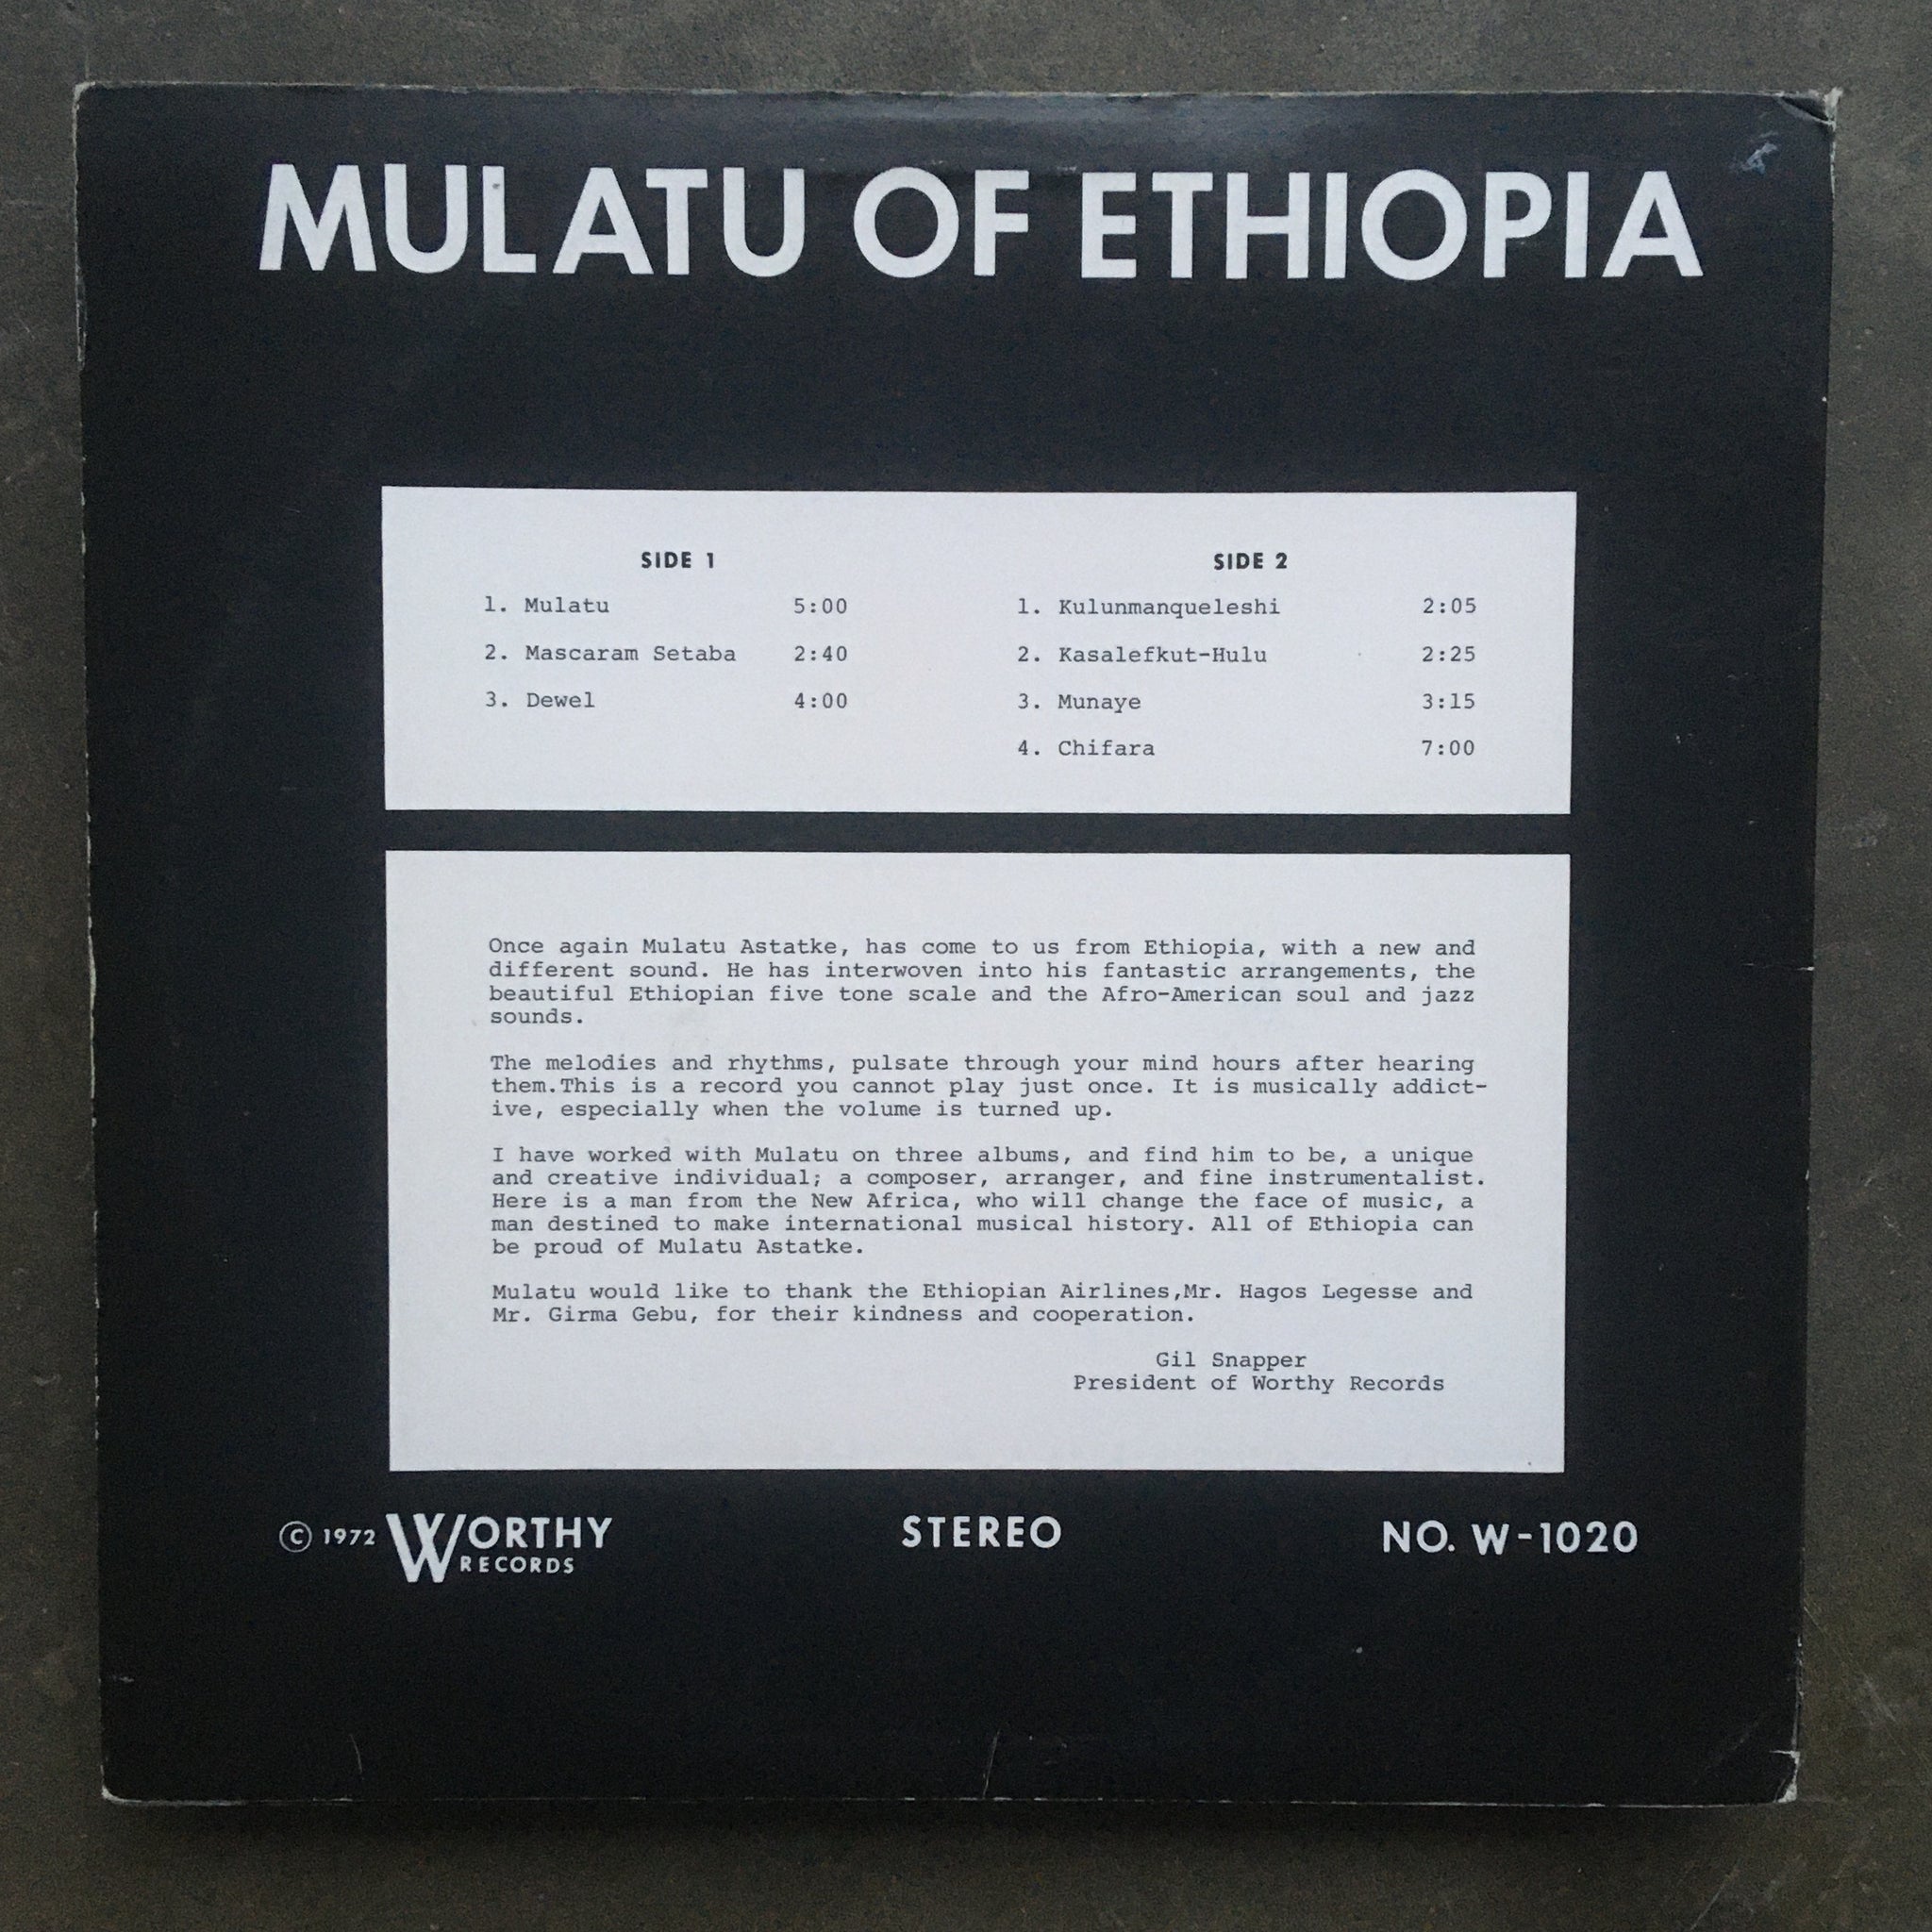 MULATU OF ETHIOPIA
SIDE 1
1. Mulatu 5:00
2. Mascaram Setaba 2:40
3. Dewel 4:00
SIDE 2
1. Kulunmanqueleshi 2:05
2. Kasalefkut-Hulu 2:25
3. Munaye 3:15
4. Chifara 7:00
Once again Mulatu Astatke, has come to us from Ethiopia, with a new and
different sound. He has interwoven into his fantastic arrangements, the
beautiful Ethiopian five tone scale and the Afro-American soul and jazz
sounds.
The melodies and rhythms, pulsate through your mind hours after hearing
them.This is a record you cannot play just once. It is musically addict-
ive, especially when the volume is turned up.
I have worked with Mulatu on three albums, and find him to be, a unique
and creative individual; a composer, arranger, and fine instrumentalist.
Here is a man from the New Africa, who will change the face of music, a
man destined to make international musical history. All of Ethiopia can
be proud of Mulatu Astatke.
Mulatu would like to thank the Ethiopian Airlines,Mr. Hagos Legesse and
Mr. Girma Gebu, for their kindness and cooperation.
Gil Snapper
President of Worthy Records
© 1972 WORTHY
RECORDS
STEREO
NO. W-1020